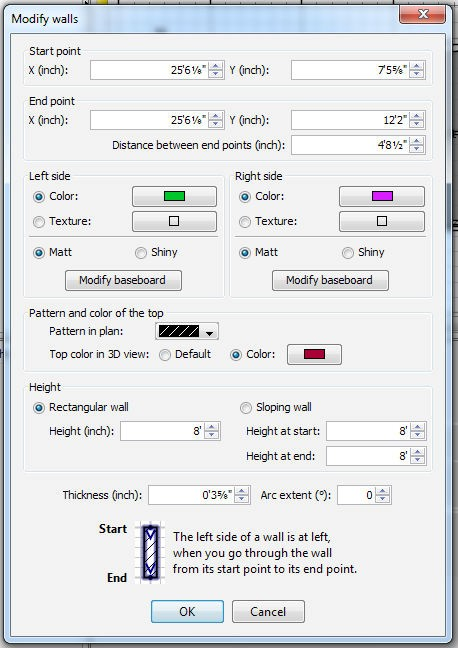 Modify walls
Start point
X (inch): 25'6⅛" Y (inch): 7'5⅝"
End point
X (inch): 25'6⅛" Y (inch): 12'2"
Distance between end points (inch): 4'8½"
Left side
Color:
Texture:
Matt Shiny
Modify baseboard
Right side
Color:
Texture:
Matt Shiny
Modify baseboard
Pattern and color of the top
Pattern in plan:
Top color in 3D view: Default Color:
Height
Rectangular wall Sloping wall
Height (inch): 8' Height at start: 8'
Height at end: 8'
Thickness (inch): 0'3⅝" Arc extent (°): 0
Start
End
The left side of a wall is at left,
when you go through the wall
from its start point to its end point.
OK Cancel